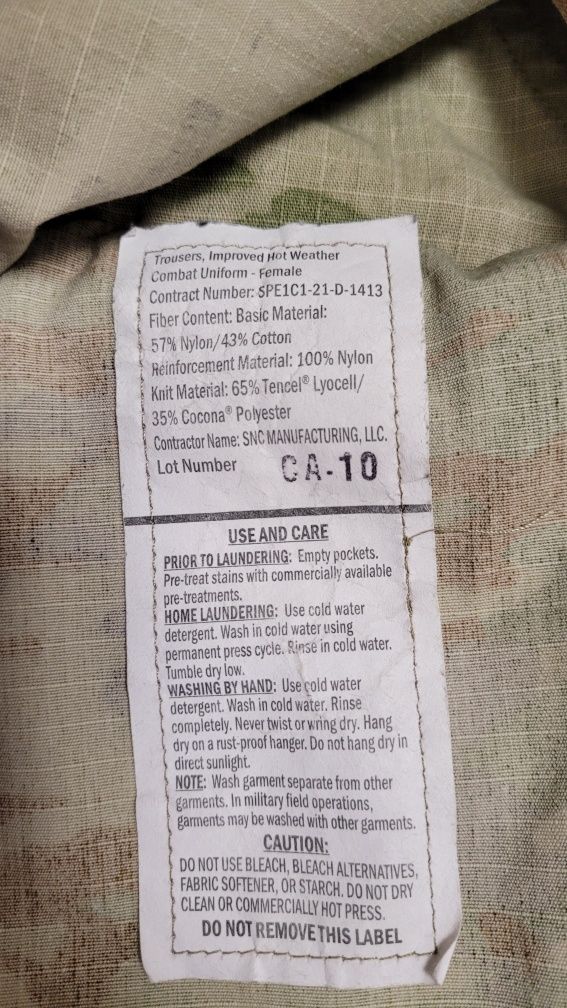 Trousers, Improved Hot Weather
Combat Uniform - Female
Contract Number: SPE1C1-21-D-1413
Fiber Content: Basic Material:
57% Nylon/43% Cotton
Reinforcement Material: 100% Nylon
Knit Material: 65% Tencel® Lyocell/
35% Cocona® Polyester
Contractor Name: SNC MANUFACTURING, LLC.
Lot Number CA-10
USE AND CARE
PRIOR TO LAUNDERING: Empty pockets.
Pre-treat stains with commercially available
pre-treatments.
HOME LAUNDERING: Use cold water
detergent. Wash in cold water using
permanent press cycle. Rinse in cold water.
Tumble dry low.
WASHING BY HAND: Use cold water
detergent. Wash in cold water. Rinse
completely. Never twist or wring dry. Hang
dry on a rust-proof hanger. Do not hang dry in
direct sunlight.
NOTE: Wash garment separate from other
garments. In military field operations,
garments may be washed with other garments.
CAUTION:
DO NOT USE BLEACH, BLEACH ALTERNATIVES,
FABRIC SOFTENER, OR STARCH. DO NOT DRY
CLEAN OR COMMERCIALLY HOT PRESS.
DO NOT REMOVE THIS LABEL